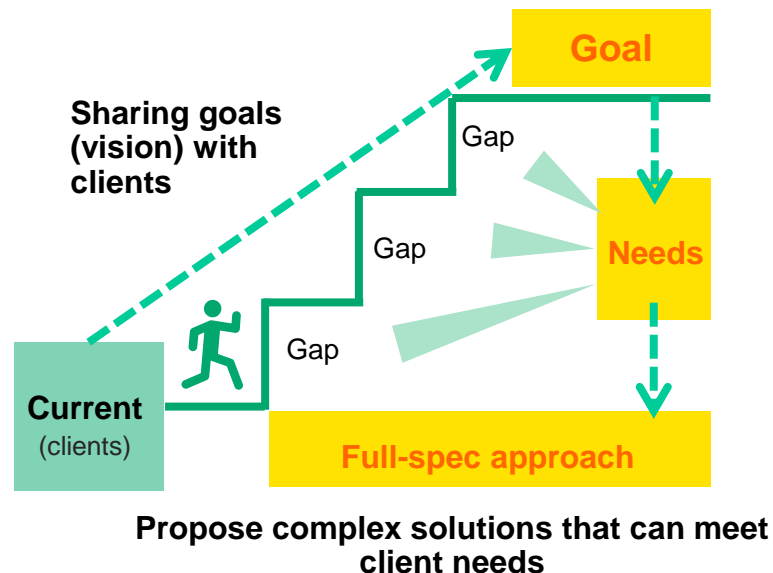 Goal
Sharing goals
(vision) with
clients
Gap
Gap
Needs
Gap
Current
(clients)
Full-spec approach
Propose complex solutions that can meet
client needs